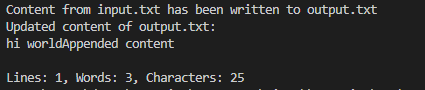 Content from input.txt has been written to output.txt
Updated content of output.txt:
hi worldAppended content
Lines: 1, Words: 3, Characters: 25